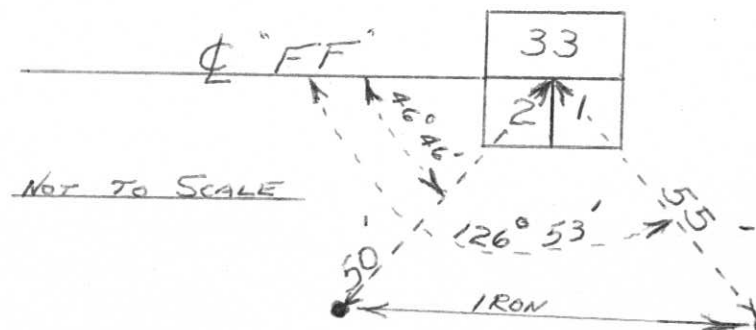 33
℄ "FF"
2 1
46° 46'
NOT TO SCALE
126° 53'
50'
55'
IRON